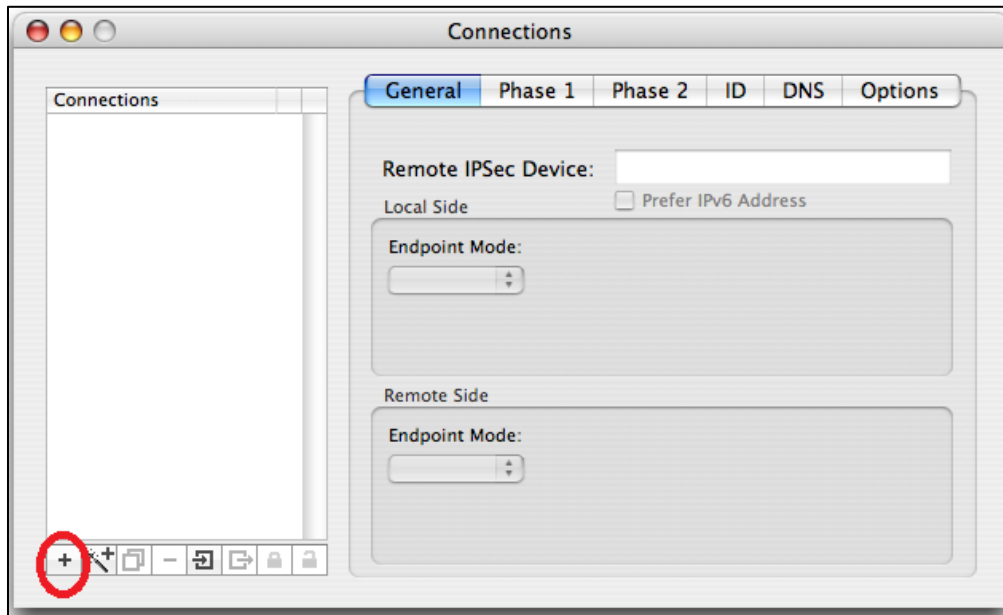 Connections
Connections
General Phase 1 Phase 2 ID DNS Options
Remote IPSec Device:
Prefer IPv6 Address
Local Side
Endpoint Mode:
Remote Side
Endpoint Mode: